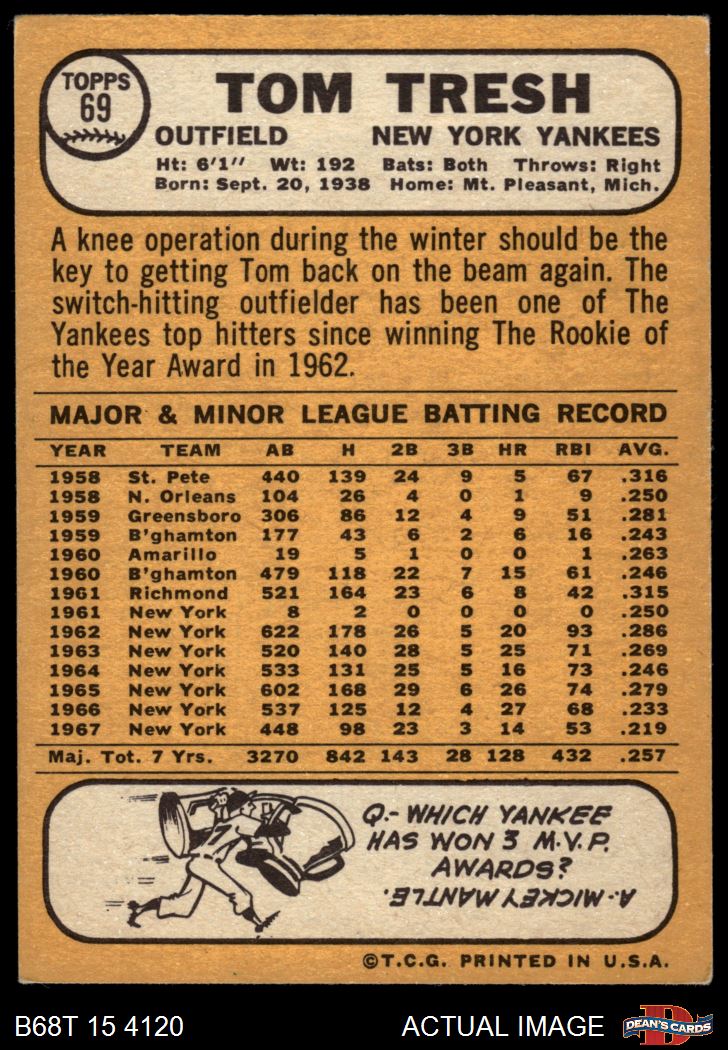 TOPPS
69
TOM TRESH
OUTFIELD NEW YORK YANKEES
Ht: 6'1" Wt: 192 Bats: Both Throws: Right
Born: Sept. 20, 1938 Home: Mt. Pleasant, Mich.
A knee operation during the winter should be the
key to getting Tom back on the beam again. The
switch-hitting outfielder has been one of The
Yankees top hitters since winning The Rookie of
the Year Award in 1962.
MAJOR & MINOR LEAGUE BATTING RECORD
YEAR TEAM AB H 2B 3B HR RBI AVG.
1958 St. Pete 440 139 24 9 5 67 .316
1958 N. Orleans 104 26 4 0 1 9 .250
1959 Greensboro 306 86 12 4 9 51 .281
1959 B'ghamton 177 43 6 2 6 16 .243
1960 Amarillo 19 5 1 0 0 1 .263
1960 B'ghamton 479 118 22 7 15 61 .246
1961 Richmond 521 164 23 6 8 42 .315
1961 New York 8 2 0 0 0 0 .250
1962 New York 622 178 26 5 20 93 .286
1963 New York 520 140 28 5 25 71 .269
1964 New York 533 131 25 5 16 73 .246
1965 New York 602 168 29 6 26 74 .279
1966 New York 537 125 12 4 27 68 .233
1967 New York 448 98 23 3 14 53 .219
Maj. Tot. 7 Yrs. 3270 842 143 28 128 432 .257
7
Q.- WHICH YANKEE
HAS WON 3 M.V.P.
AWARDS?
A.- MICKEY MANTLE.
©T.C.G. PRINTED IN U.S.A.
B68T 15 4120 ACTUAL IMAGE
D
DEAN'S CARDS